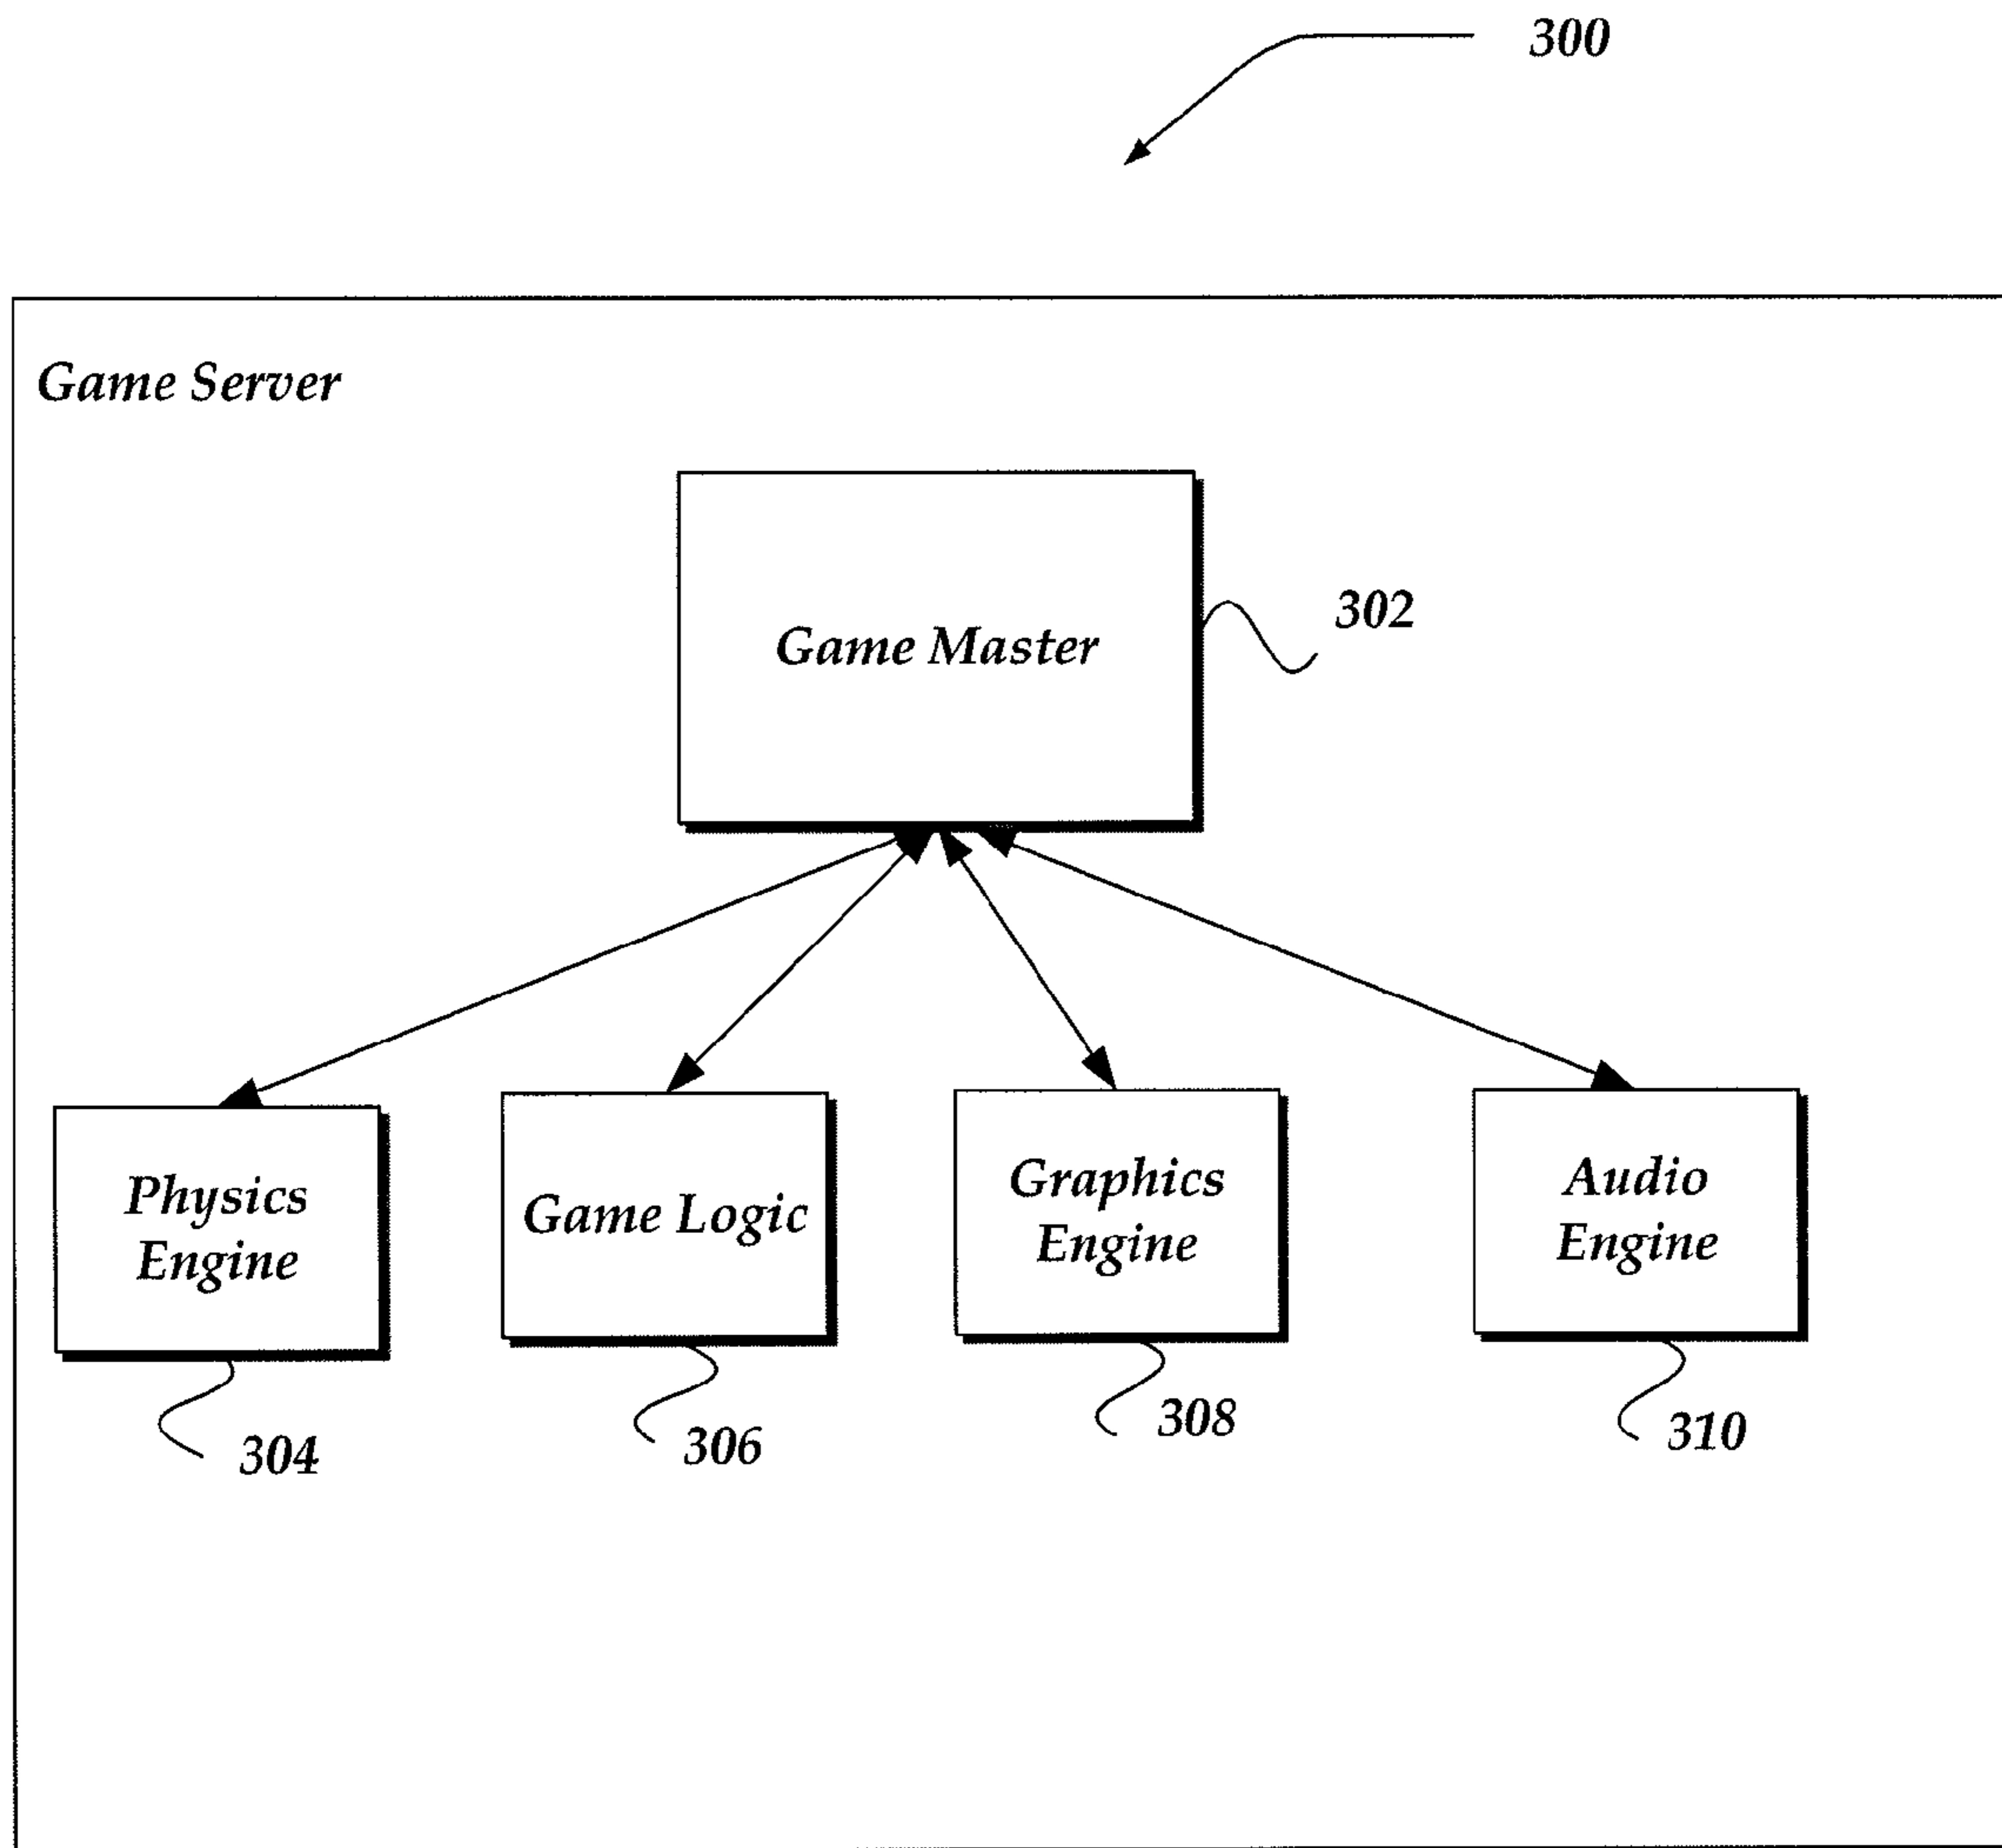 300
Game Server
Game Master
302
Physics
Engine
Game Logic
Graphics
Engine
Audio
Engine
304
306
308
310